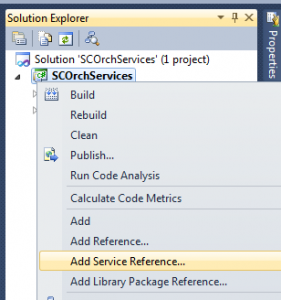 Solution Explorer
Solution 'SCOrchServices' (1 project)
SCOrchServices
Build
Rebuild
Clean
Publish...
Run Code Analysis
Calculate Code Metrics
Add
Add Reference...
Add Service Reference...
Add Library Package Reference...
Properties